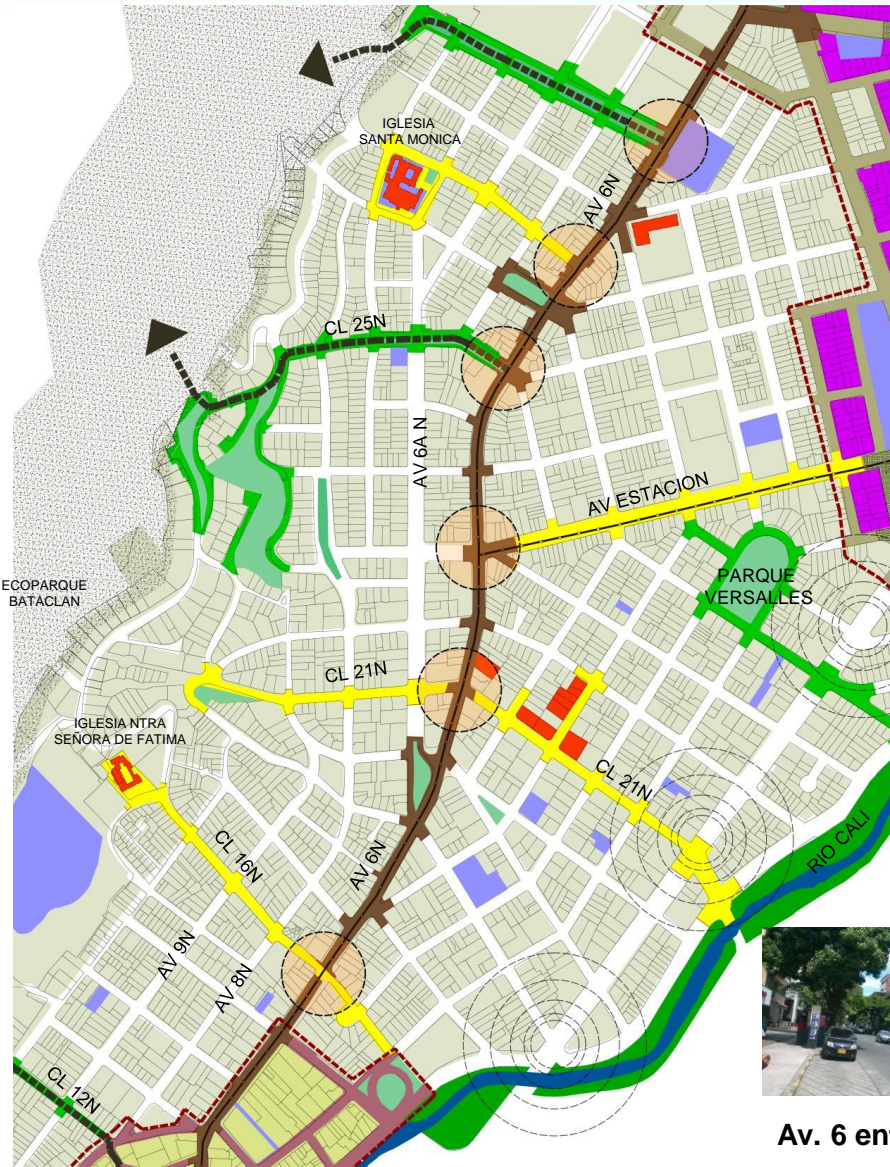 IGLESIA
SANTA MONICA
AV 6N
CL 25N
AV 6A N
AV ESTACION
PARQUE
VERSALLES
ECOPARQUE
BATACLAN
CL 21N
IGLESIA NTRA
SEÑORA DE FATIMA
CL 21N
RIO CALI
CL 16N
AV 6N
AV 9N
AV 8N
CL 12N
Av. 6 ent